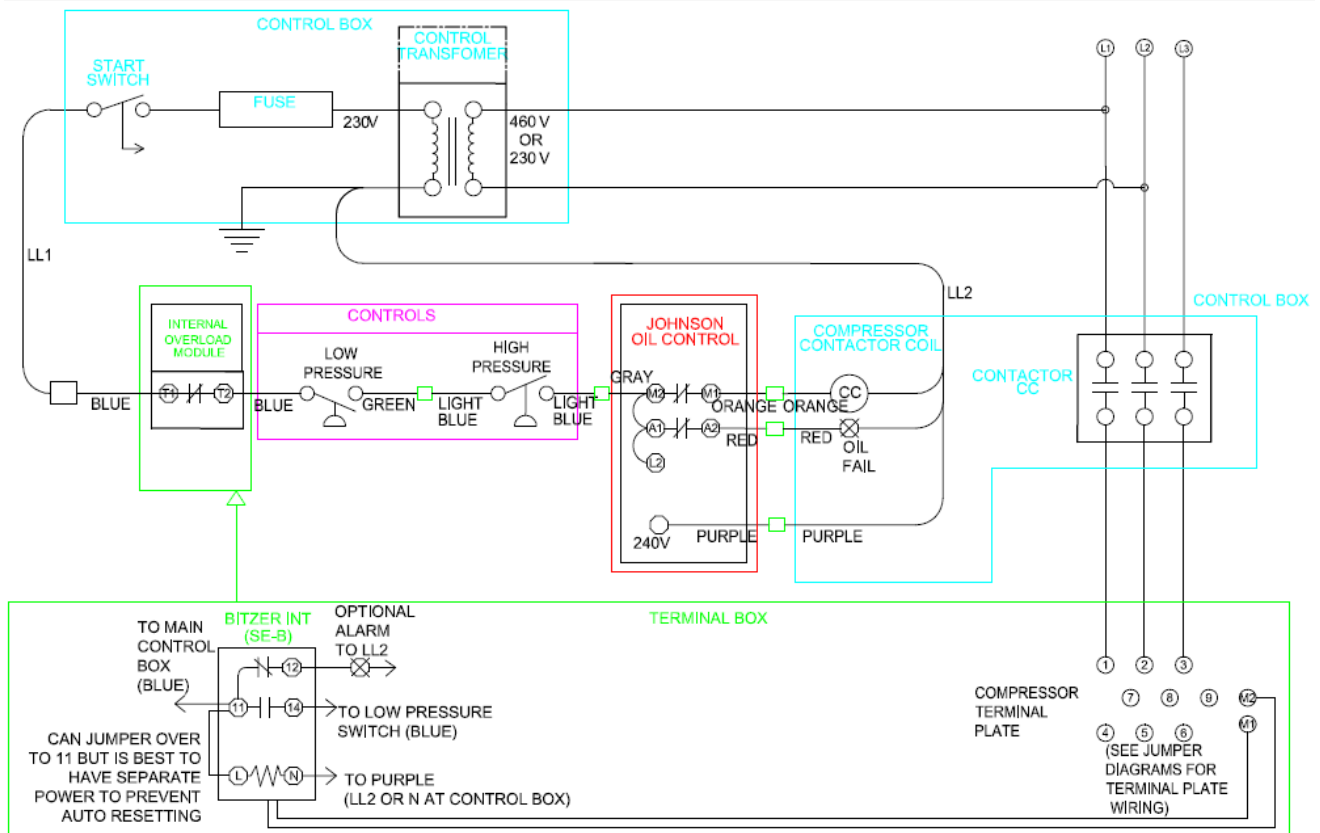 CONTROL BOX
CONTROL
TRANSFOMER
START
SWITCH
FUSE
230V
460 V
OR
230 V
L1
L2
L3
LL1
LL2
CONTROL BOX
INTERNAL
OVERLOAD
MODULE
T1
T2
BLUE
BLUE
CONTROLS
LOW
PRESSURE
HIGH
PRESSURE
GREEN
LIGHT
BLUE
LIGHT
BLUE
JOHNSON
OIL CONTROL
GRAY
M2
M1
A1
A2
L2
240V
ORANGE
ORANGE
RED
RED
PURPLE
PURPLE
COMPRESSOR
CONTACTOR COIL
CC
OIL
FAIL
CONTACTOR
CC
TERMINAL BOX
BITZER INT
(SE-B)
TO MAIN
CONTROL
BOX
(BLUE)
OPTIONAL
ALARM
TO LL2
12
11
14
TO LOW PRESSURE
SWITCH (BLUE)
L
N
TO PURPLE
(LL2 OR N AT CONTROL BOX)
CAN JUMPER OVER
TO 11 BUT IS BEST TO
HAVE SEPARATE
POWER TO PREVENT
AUTO RESETTING
COMPRESSOR
TERMINAL
PLATE
1
2
3
7
8
9
M2
M1
4
5
6
(SEE JUMPER
DIAGRAMS FOR
TERMINAL PLATE
WIRING)